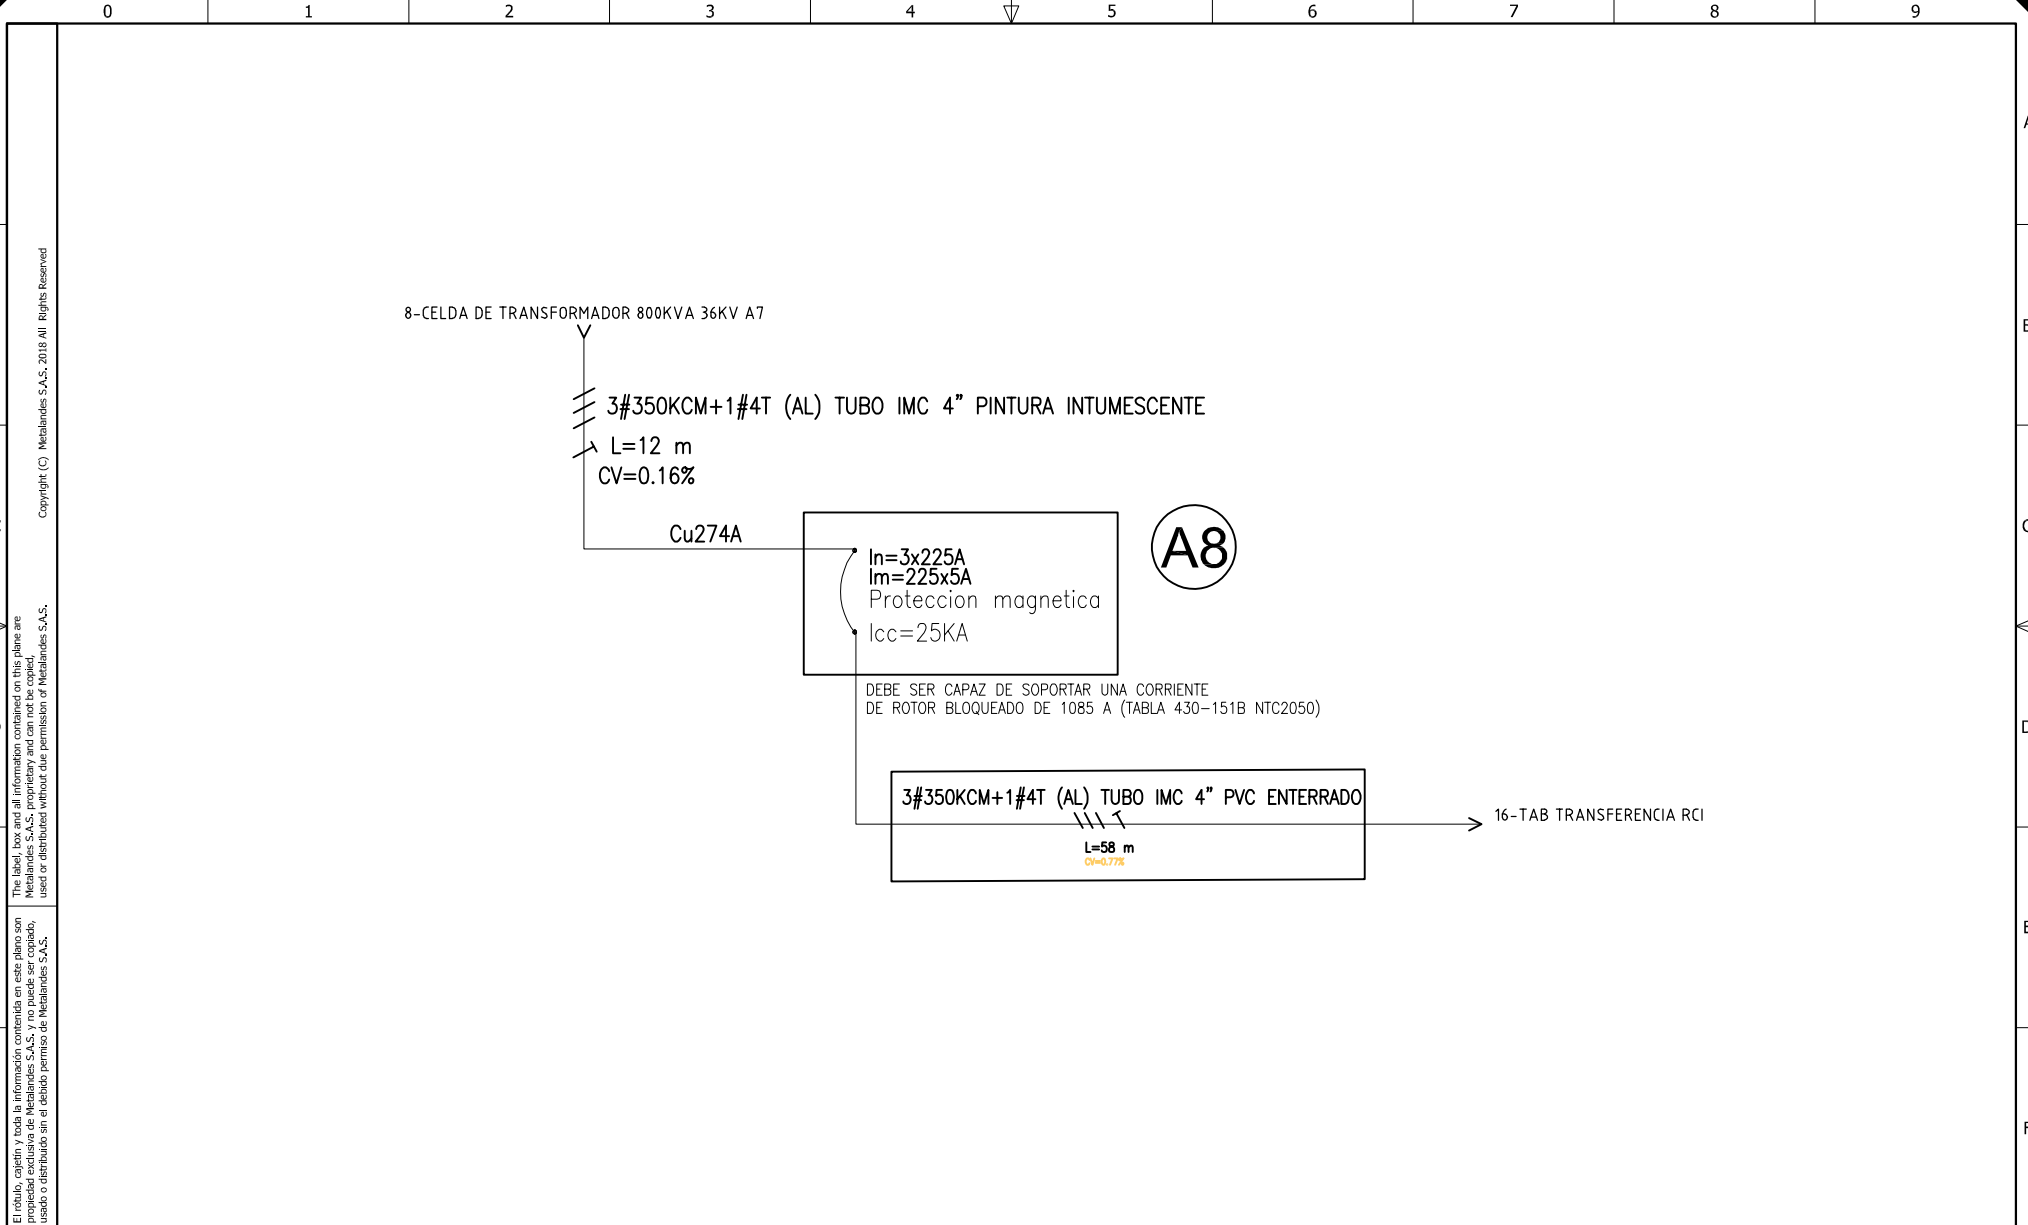 0 1 2 3 4 5 6 7 8 9
8-CELDA DE TRANSFORMADOR 800KVA 36KV A7
3#350KCM+1#4T (AL) TUBO IMC 4" PINTURA INTUMESCENTE
L=12 m
CV=0.16%
Cu274A
In=3x225A
Im=225x5A
Proteccion magnetica
Icc=25KA
A8
DEBE SER CAPAZ DE SOPORTAR UNA CORRIENTE
DE ROTOR BLOQUEADO DE 1085 A (TABLA 430-151B NTC2050)
3#350KCM+1#4T (AL) TUBO IMC 4" PVC ENTERRADO
L=58 m
CV=0.77%
16-TAB TRANSFERENCIA RCI
Copyright (C) Metalandes S.A.S. 2018 All Rights Reserved
The label, box and all information contained on this plane are
Metalandes S.A.S. proprietary and can not be copied,
used or distributed without due permission of Metalandes S.A.S.
El rótulo, cajetín y toda la información contenida en este plano son
propiedad exclusiva de Metalandes S.A.S. y no puede ser copiado,
usado o distribuido sin el debido permiso de Metalandes S.A.S.